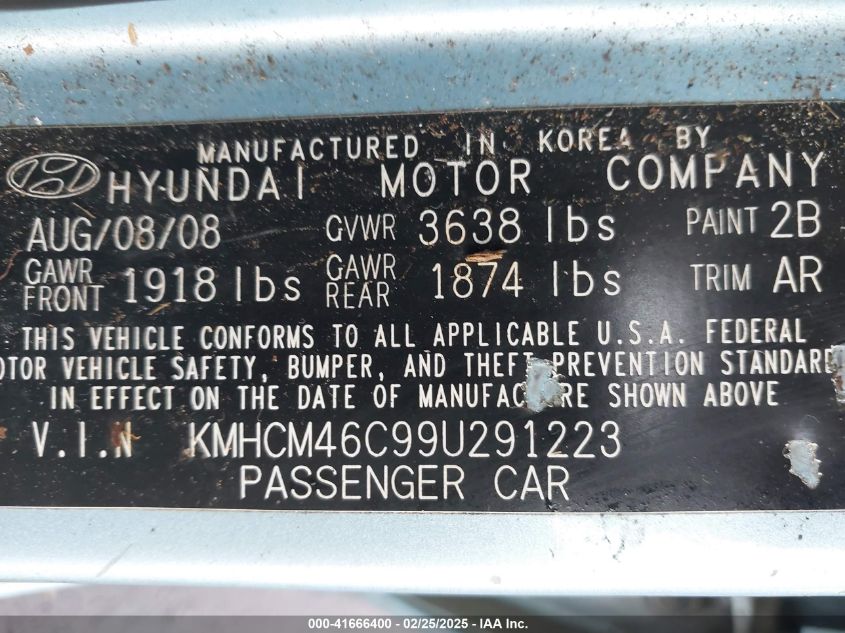 MANUFACTURED IN KOREA BY
HYUNDAI MOTOR COMPANY
AUG/08/08 GVWR 3638 lbs PAINT 2B
GAWR FRONT 1918 lbs GAWR REAR 1874 lbs TRIM AR
THIS VEHICLE CONFORMS TO ALL APPLICABLE U.S.A. FEDERAL
OTOR VEHICLE SAFETY, BUMPER, AND THEFT PREVENTION STANDARD
IN EFFECT ON THE DATE OF MANUFAC RE SHOWN ABOVE
V.I.N KMHCM46C99U291223
PASSENGER CAR
000-41666400 - 02/25/2025 - IAA Inc.